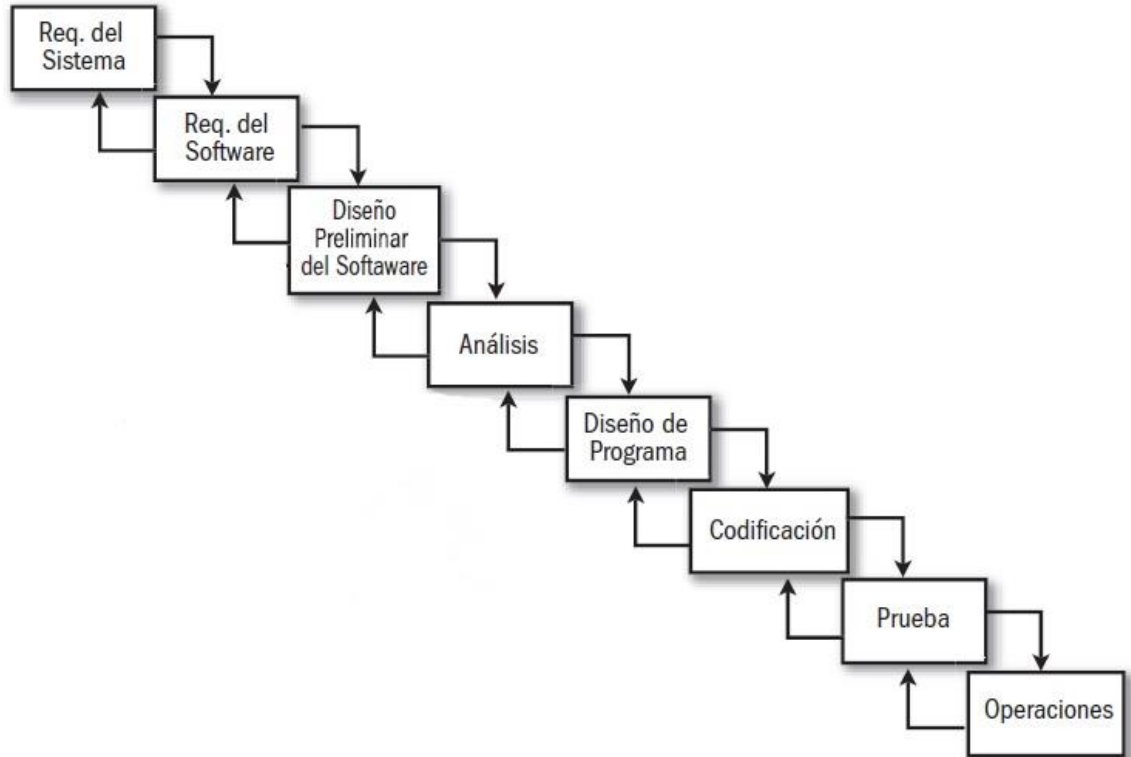 Req. del
Sistema
Req. del
Software
Diseño
Preliminar
del Softaware
Análisis
Diseño de
Programa
Codificación
Prueba
Operaciones